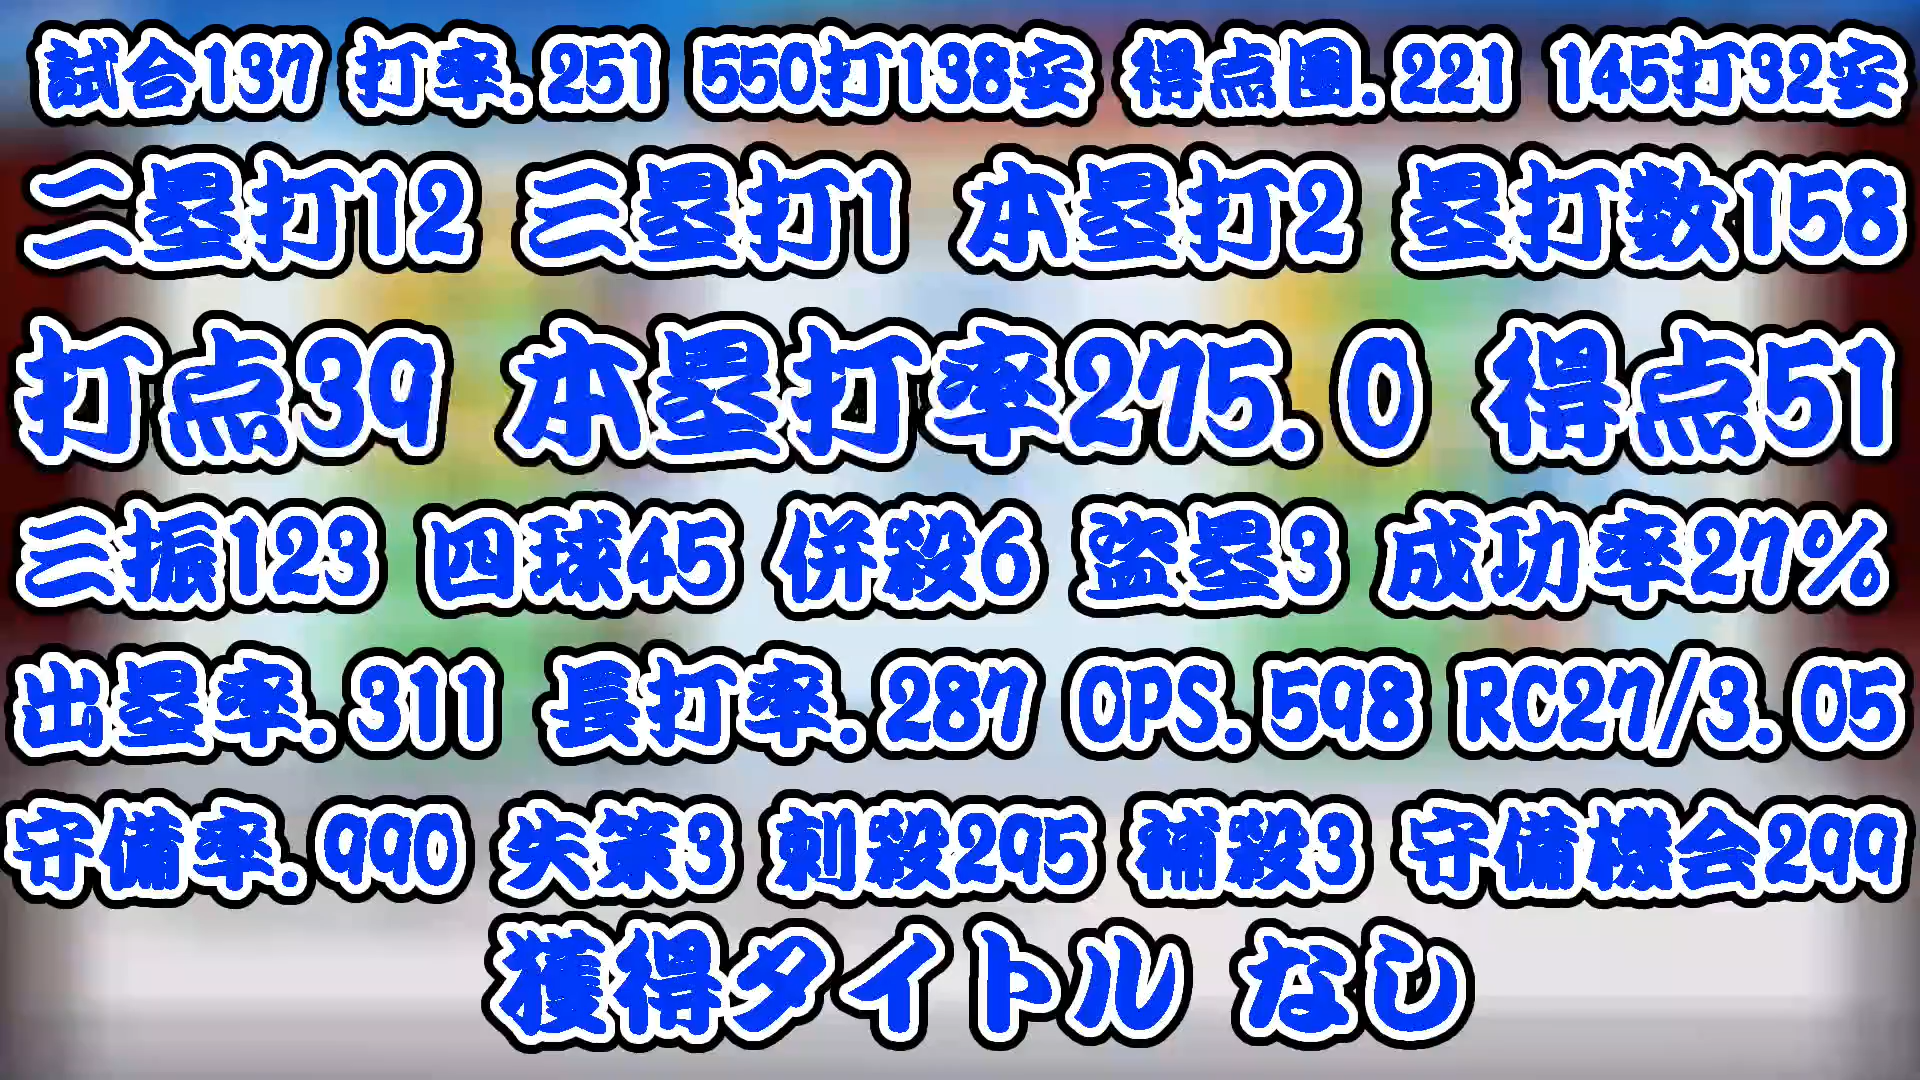 試合137 打率.251 550打138安 得点圏.221 145打32安
二塁打12 三塁打1 本塁打2 塁打数158
打点39 本塁打率275.0 得点51
三振123 四球45 併殺6 盗塁3 成功率27%
出塁率.311 長打率.287 OPS.598 RC27/3.05
守備率.990 失策3 刺殺295 補殺3 守備機会299
獲得タイトル なし